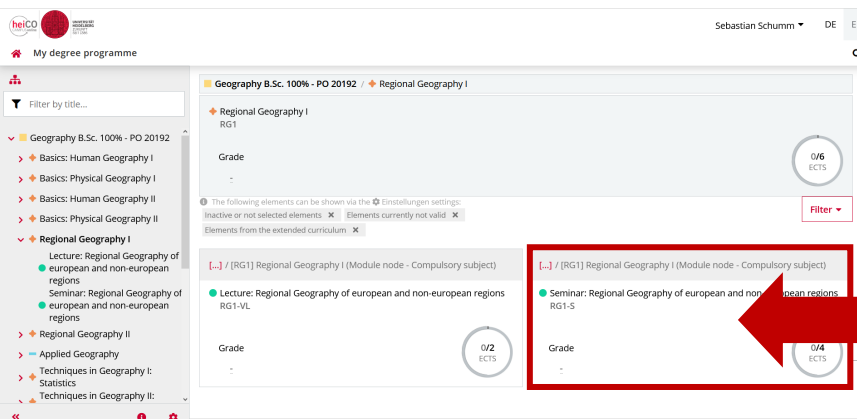 heiCO
UNIVERSITÄT
HEIDELBERG
ZUKUNFT
SEIT 1386
Sebastian Schumm
DE
E
My degree programme
Filter by title...
Geography B.Sc. 100% - PO 20192
Basics: Human Geography I
Basics: Physical Geography I
Basics: Human Geography II
Basics: Physical Geography II
Regional Geography I
Lecture: Regional Geography of
european and non-european
regions
Seminar: Regional Geography of
european and non-european
regions
Regional Geography II
Applied Geography
Techniques in Geography I:
Statistics
Techniques in Geography II:
Geography B.Sc. 100% - PO 20192 / Regional Geography I
Regional Geography I
RG1
Grade
-
0/6
ECTS
The following elements can be shown via the Einstellungen settings:
Inactive or not selected elements ✕ Elements currently not valid ✕
Elements from the extended curriculum ✕
Filter
[...] / [RG1] Regional Geography I (Module node - Compulsory subject)
Lecture: Regional Geography of european and non-european regions
RG1-VL
Grade
-
0/2
ECTS
[...] / [RG1] Regional Geography I (Module node - Compulsory subject)
Seminar: Regional Geography of european and non-european regions
RG1-S
Grade
-
0/4
ECTS